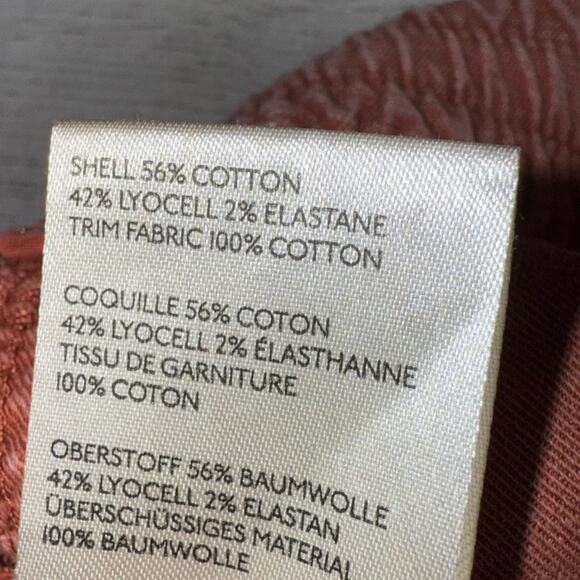 SHELL 56% COTTON
42% LYOCELL 2% ELASTANE
TRIM FABRIC 100% COTTON
COQUILLE 56% COTON
42% LYOCELL 2% ÉLASTHANNE
TISSU DE GARNITURE
100% COTON
OBERSTOFF 56% BAUMWOLLE
42% LYOCELL 2% ELASTAN
ÜBERSCHÜSSIGES MATERIAL
100% BAUMWOLLE